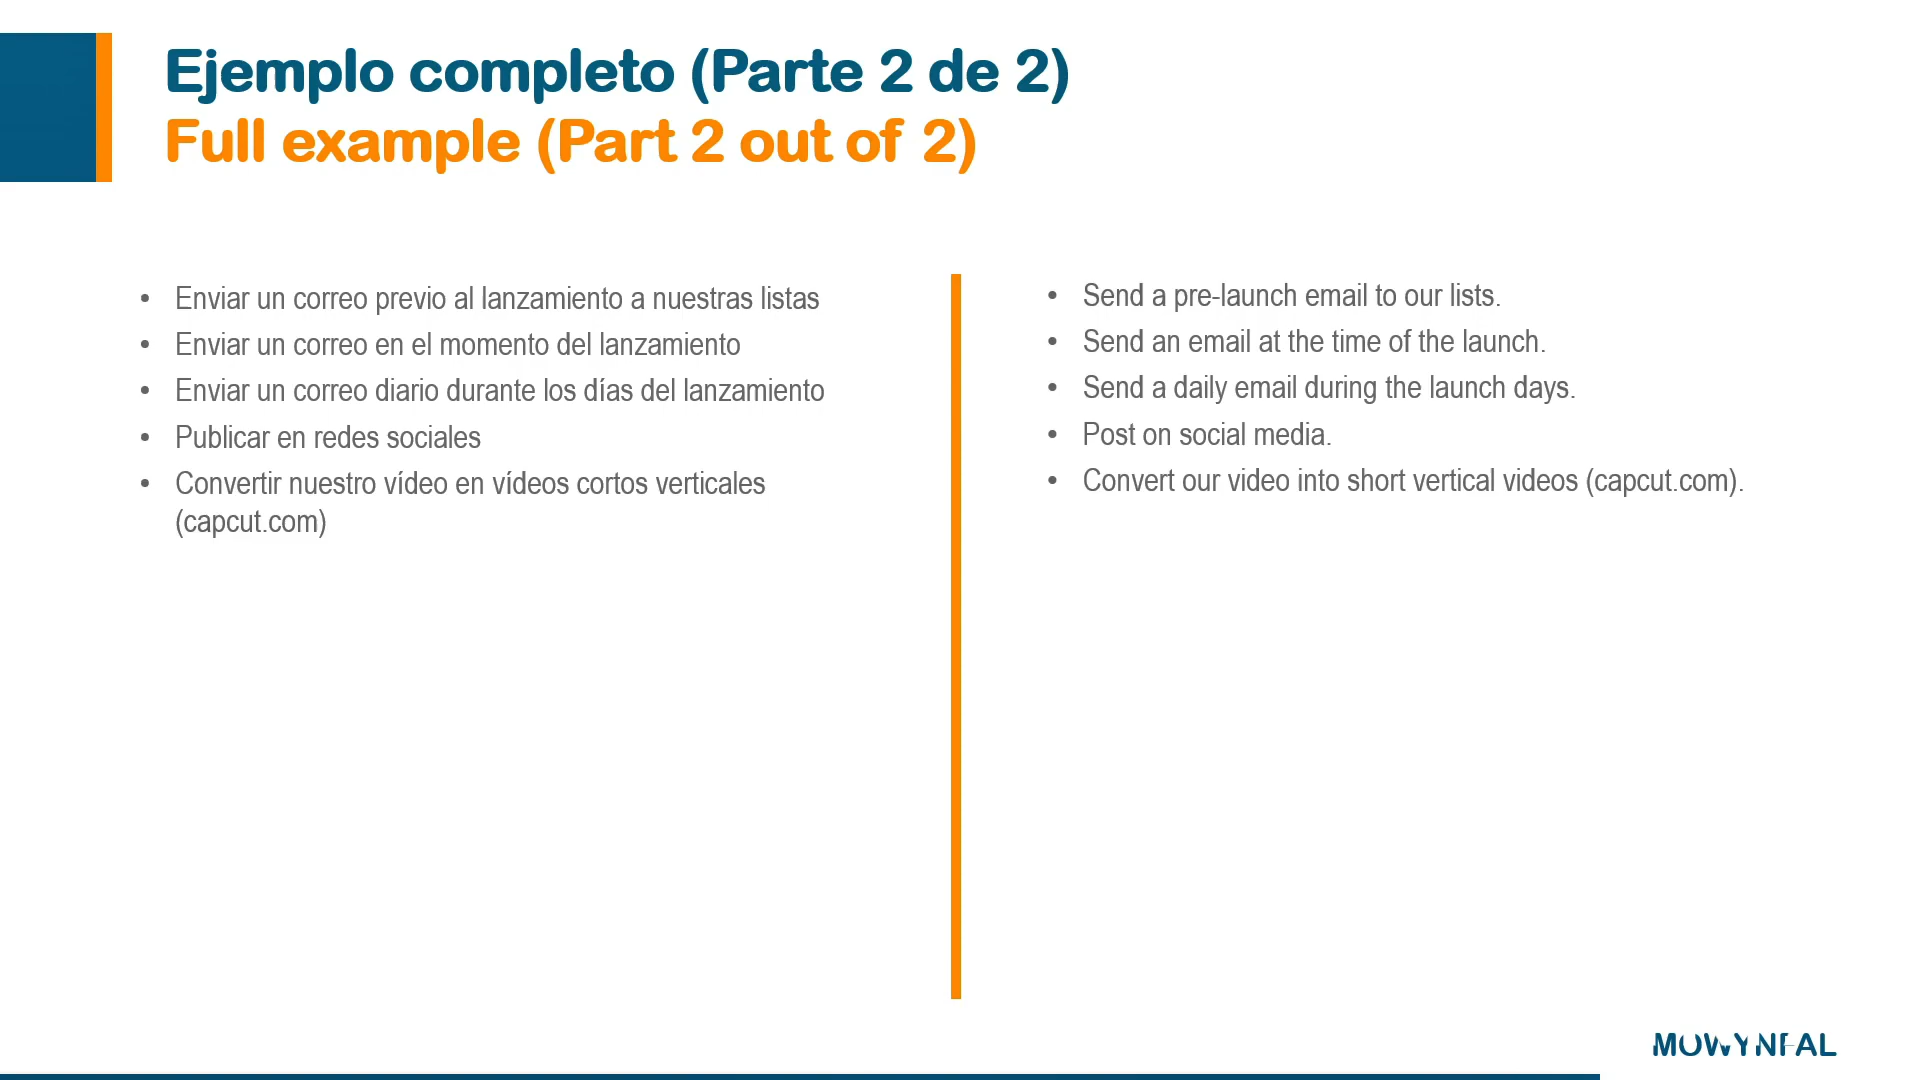 Ejemplo completo (Parte 2 de 2)
Full example (Part 2 out of 2)
• Enviar un correo previo al lanzamiento a nuestras listas
• Enviar un correo en el momento del lanzamiento
• Enviar un correo diario durante los días del lanzamiento
• Publicar en redes sociales
• Convertir nuestro vídeo en vídeos cortos verticales
(capcut.com)
• Send a pre-launch email to our lists.
• Send an email at the time of the launch.
• Send a daily email during the launch days.
• Post on social media.
• Convert our video into short vertical videos (capcut.com).